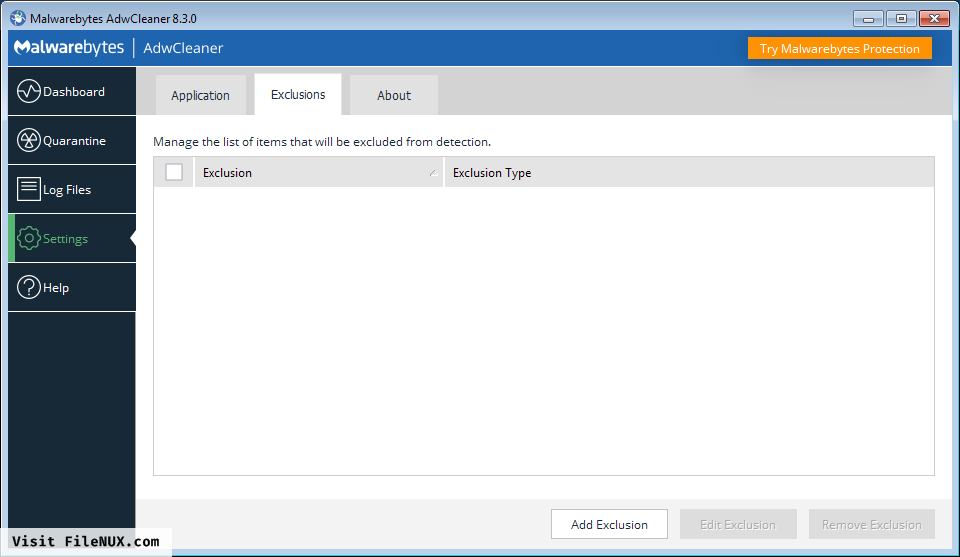 Malwarebytes AdwCleaner 8.3.0
Malwarebytes | AdwCleaner
Try Malwarebytes Protection
Dashboard
Quarantine
Log Files
Settings
Help
Application
Exclusions
About
Manage the list of items that will be excluded from detection.
Exclusion
Exclusion Type
Add Exclusion
Edit Exclusion
Remove Exclusion
Visit FileNUX.com